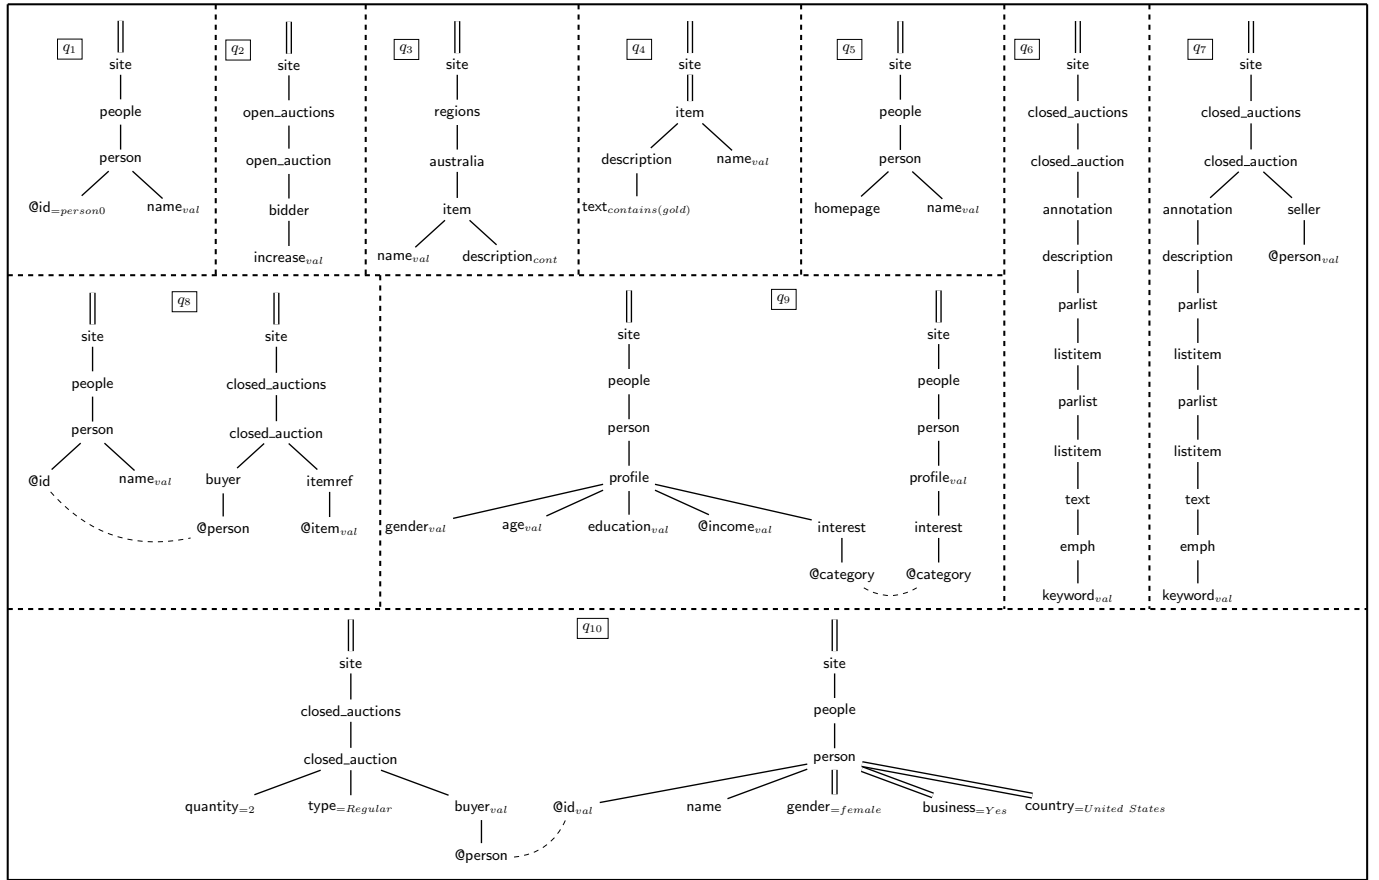 q1
site
people
person
@id=person0 name val
q2
site
open_auctions
open_auction
bidder
increase val
q3
site
regions
australia
item
name val description cont
q4
site
item
description name val
text contains(gold)
q5
site
people
person
homepage name val
q6
site
closed_auctions
closed_auction
annotation
description
parlist
listitem
parlist
listitem
text
emph
keyword val
q7
site
closed_auctions
closed_auction
annotation seller
description @person val
parlist
listitem
parlist
listitem
text
emph
keyword val
q8
site site
people closed_auctions
person closed_auction
@id name val buyer itemref
@person @item val
q9
site site
people people
person person
profile profile val
gender val age val education val @income val interest interest
@category @category
q10
site site
closed_auctions people
closed_auction person
quantity=2 type=Regular buyer val @id val name gender=female business=Yes country=United States
@person